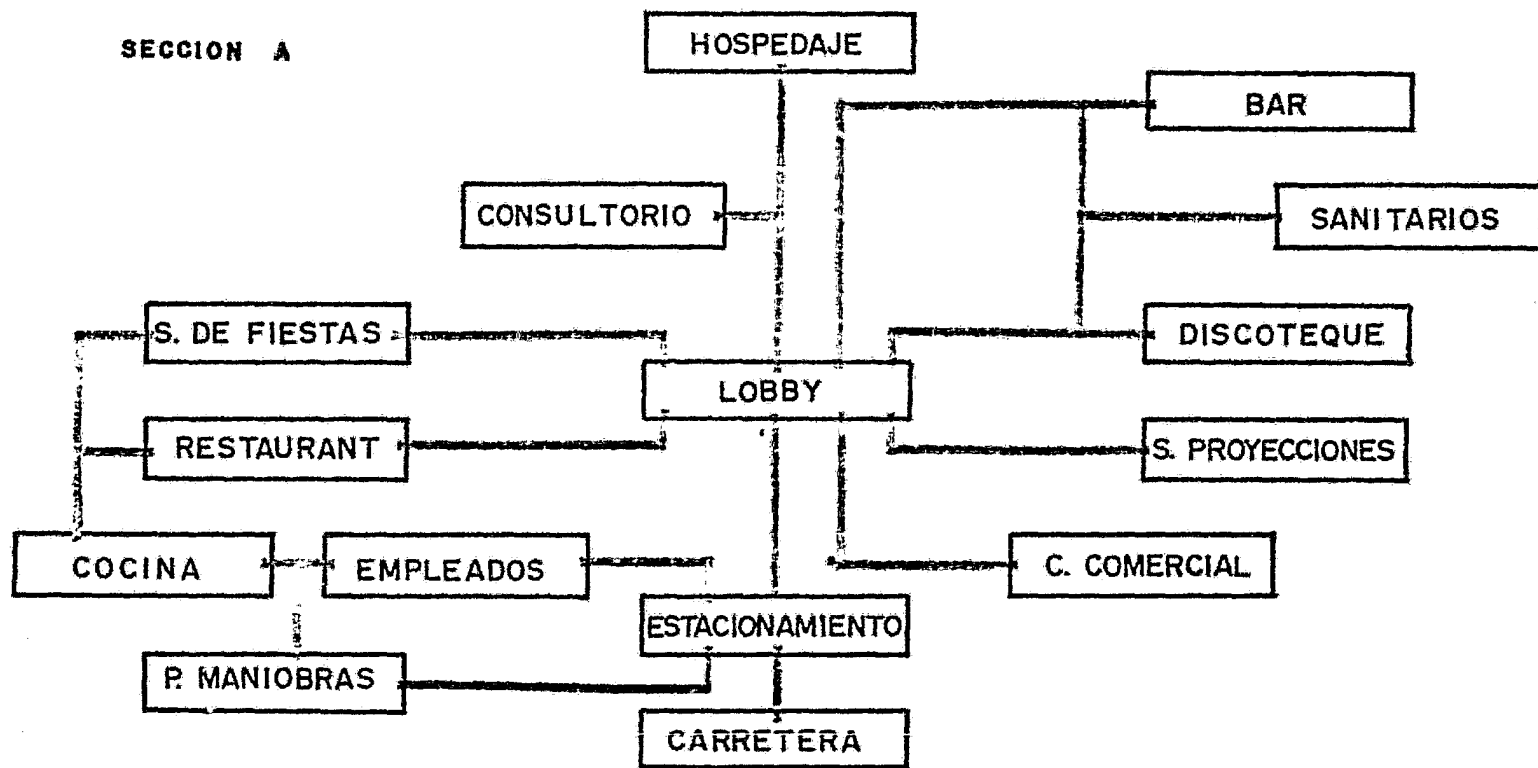 SECCION A
HOSPEDAJE
BAR
CONSULTORIO
SANITARIOS
S. DE FIESTAS
DISCOTEQUE
LOBBY
RESTAURANT
S. PROYECCIONES
COCINA
EMPLEADOS
C. COMERCIAL
ESTACIONAMIENTO
P. MANIOBRAS
CARRETERA